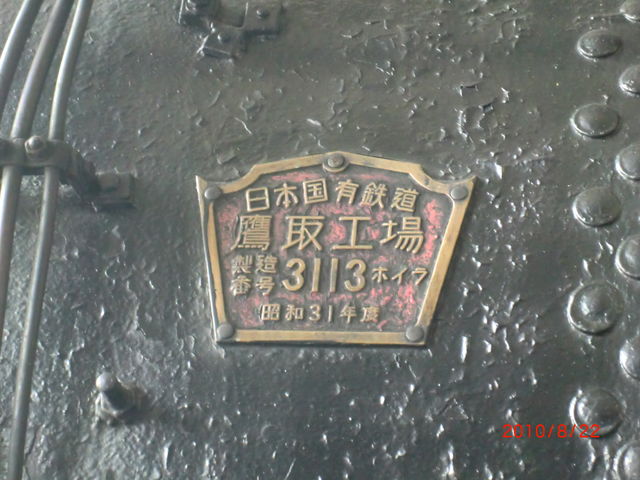 日本国有鉄道
鷹取工場
製造番号 3113 ホイラ
昭和31年度
2010/8/22